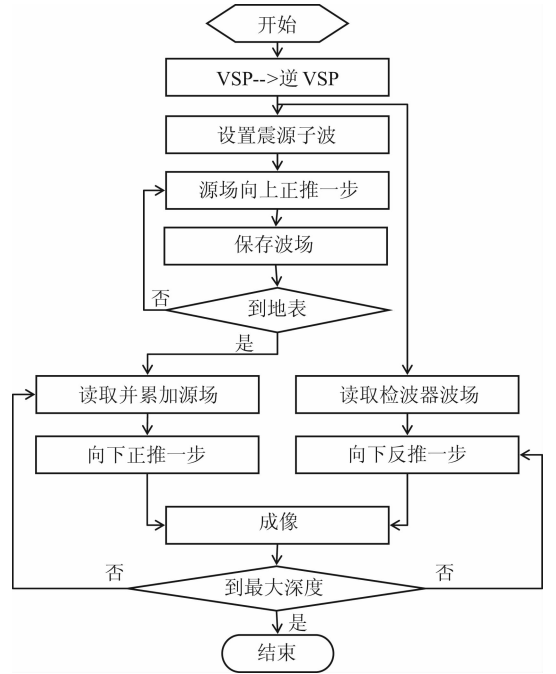 开始
VSP-->逆 VSP
设置震源子波
源场向上正推一步
保存波场
否
到地表
是
读取并累加源场
读取检波器波场
向下正推一步
向下反推一步
成像
否
到最大深度
否
是
结束